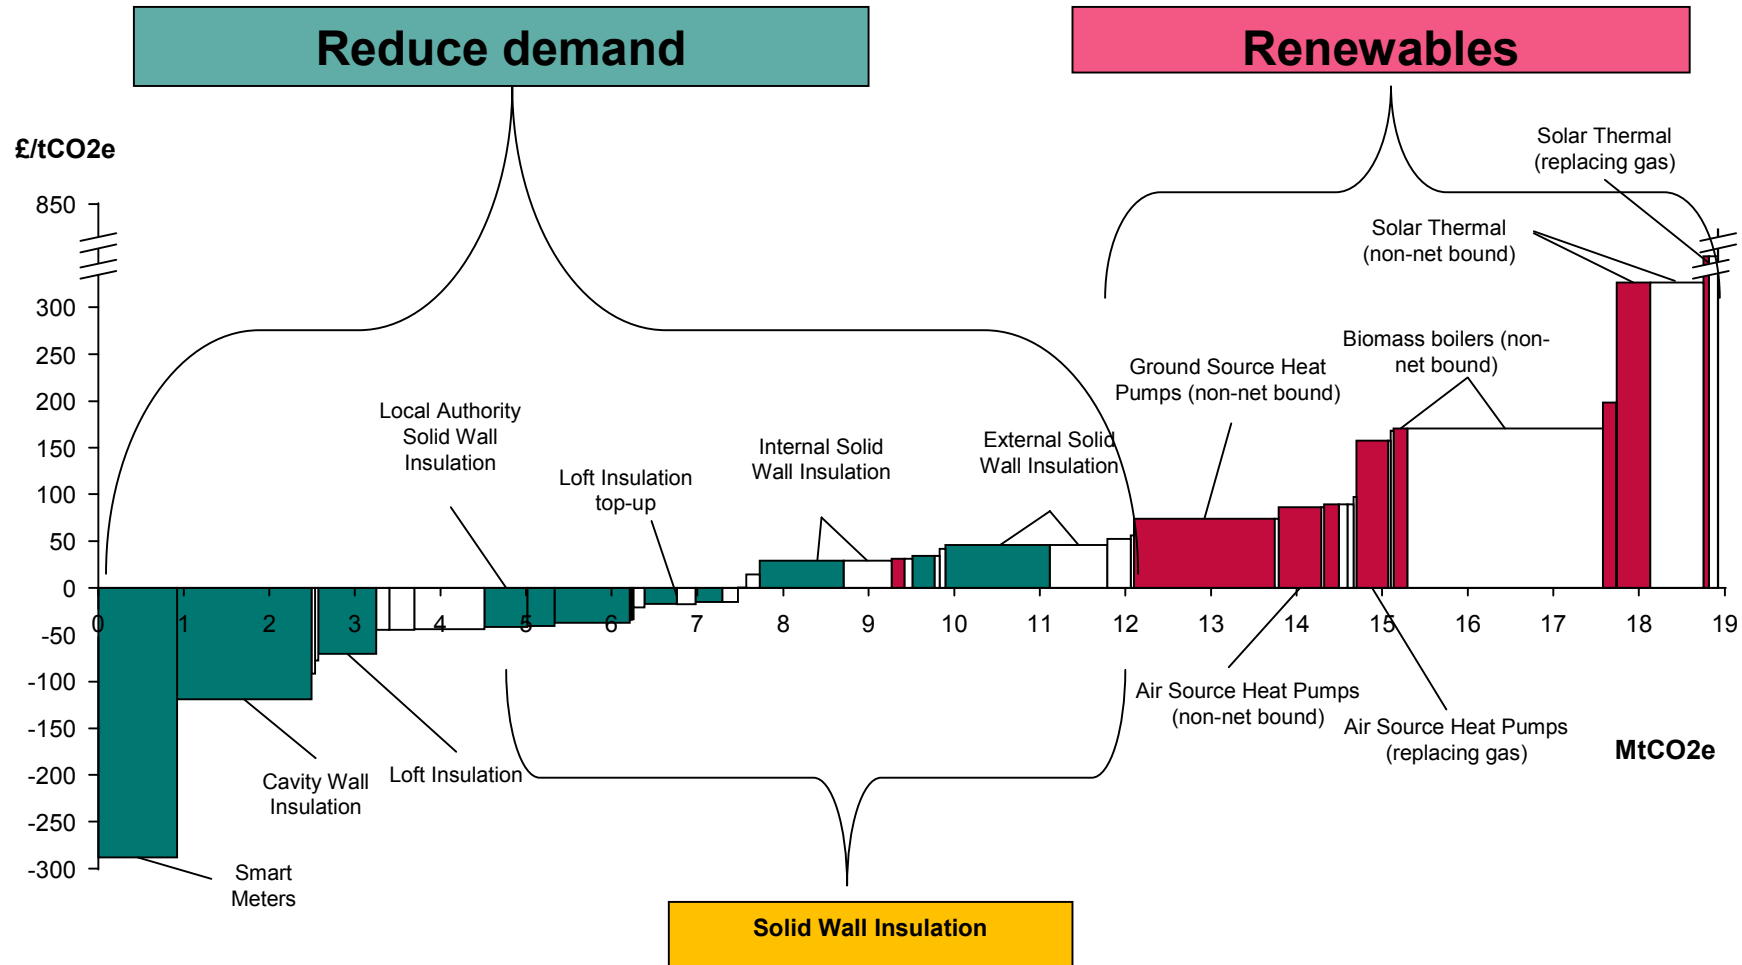 Reduce demand
Renewables
£/tCO2e
Solar Thermal
(replacing gas)
850
Solar Thermal
(non-net bound)
300
250
200
150
100
50
0
-50
-100
-150
-200
-250
-300
Biomass boilers (non-
net bound)
Ground Source Heat
Pumps (non-net bound)
Local Authority
Solid Wall
Insulation
Internal Solid
Wall Insulation
External Solid
Wall Insulation
Loft Insulation
top-up
0 1 2 3 4 5 6 7 8 9 10 11 12 13 14 15 16 17 18 19
Air Source Heat Pumps
(non-net bound)
Air Source Heat Pumps
(replacing gas)
MtCO2e
Cavity Wall
Insulation
Loft Insulation
Smart
Meters
Solid Wall Insulation